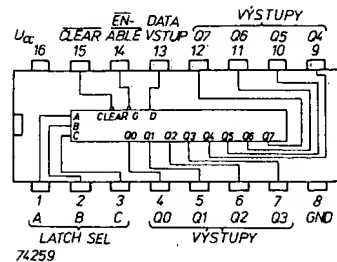 VÝSTUPY
Ucc CLEAR EN- DATA Q7 Q6 Q5 Q4
ABLE VSTUP
16 15 14 13 12 11 10 9
A CLEAR G D
B
C Q0 Q1 Q2 Q3 Q4 Q5 Q6 Q7
1 2 3 4 5 6 7 8
A B C Q0 Q1 Q2 Q3 GND
LATCH SEL VÝSTUPY
74259